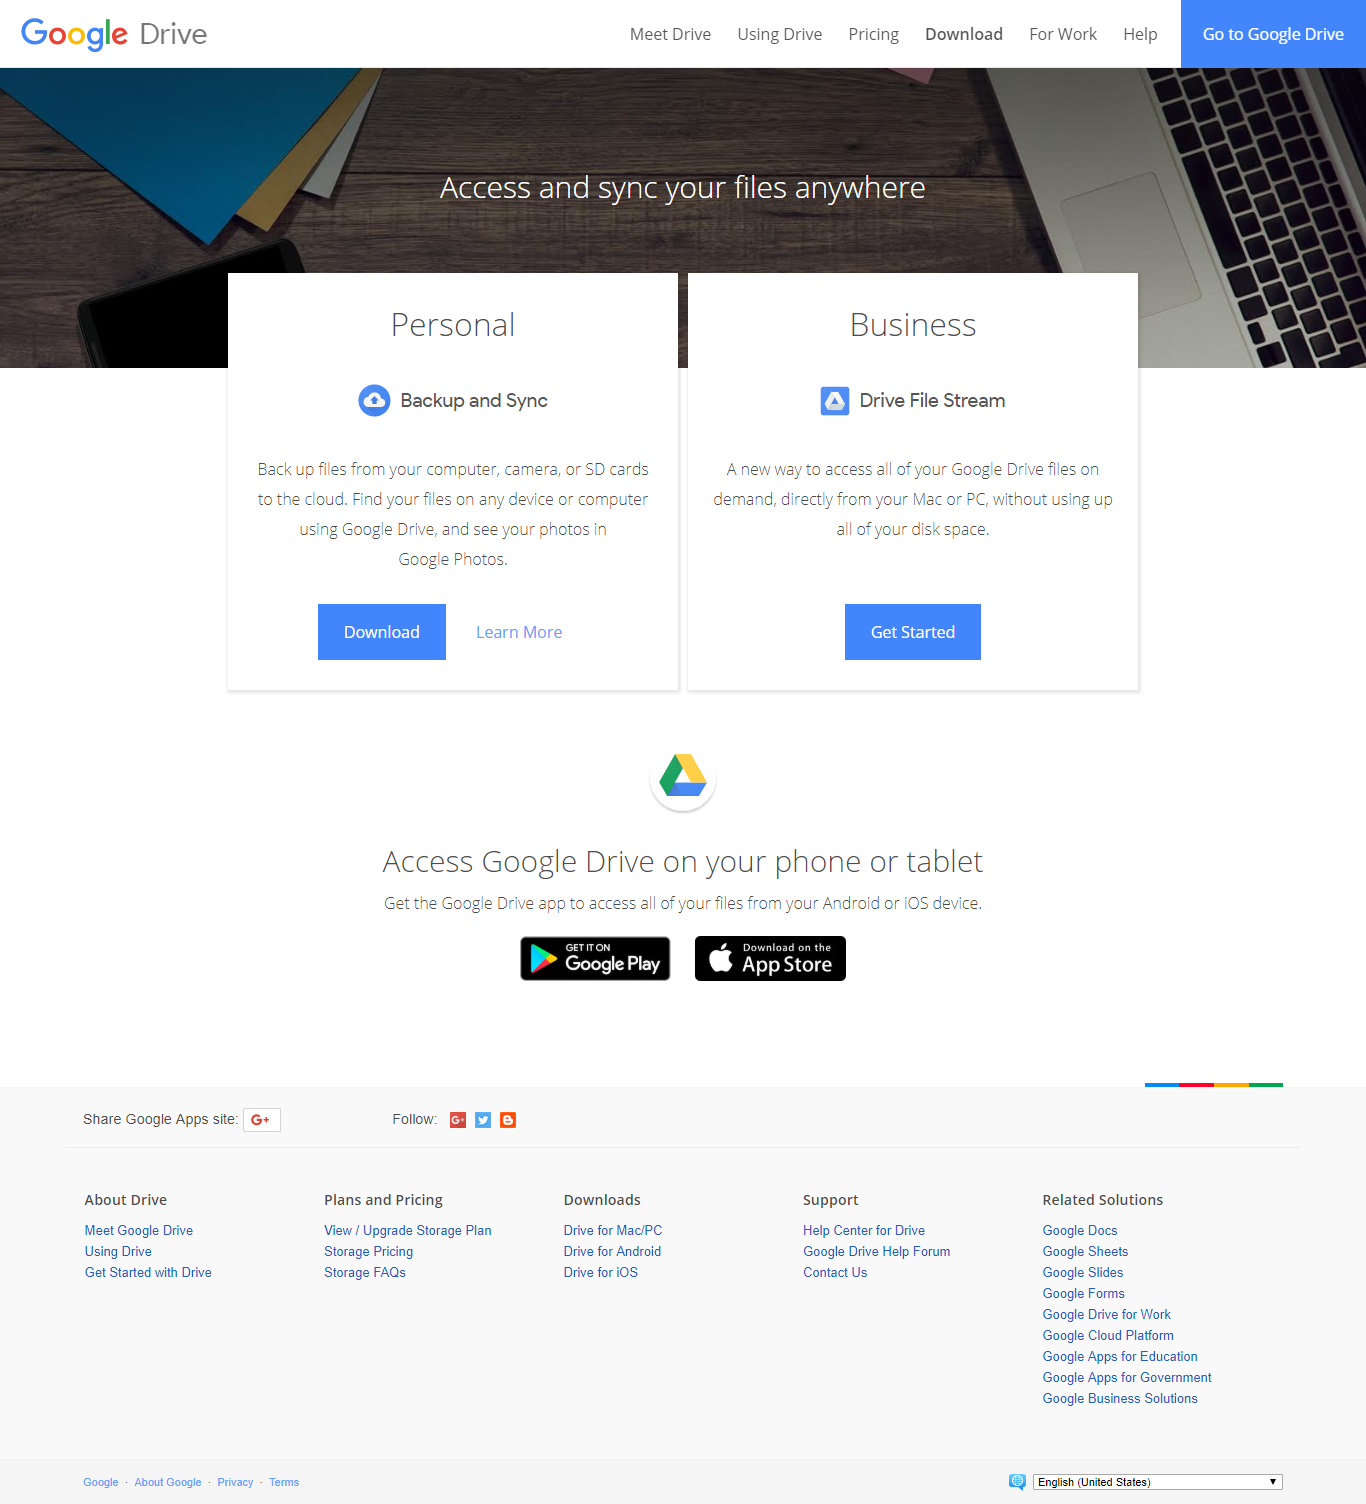 Google Drive
Meet Drive
Using Drive
Pricing
Download
For Work
Help
Go to Google Drive
Access and sync your files anywhere
Personal
Backup and Sync
Back up files from your computer, camera, or SD cards
to the cloud. Find your files on any device or computer
using Google Drive, and see your photos in
Google Photos.
Download
Learn More
Business
Drive File Stream
A new way to access all of your Google Drive files on
demand, directly from your Mac or PC, without using up
all of your disk space.
Get Started
Access Google Drive on your phone or tablet
Get the Google Drive app to access all of your files from your Android or iOS device.
GET IT ON
Google Play
Download on the
App Store
Share Google Apps site:
G+
Follow:
G+
About Drive
Meet Google Drive
Using Drive
Get Started with Drive
Plans and Pricing
View / Upgrade Storage Plan
Storage Pricing
Storage FAQs
Downloads
Drive for Mac/PC
Drive for Android
Drive for iOS
Support
Help Center for Drive
Google Drive Help Forum
Contact Us
Related Solutions
Google Docs
Google Sheets
Google Slides
Google Forms
Google Drive for Work
Google Cloud Platform
Google Apps for Education
Google Apps for Government
Google Business Solutions
Google · About Google · Privacy · Terms
English (United States)